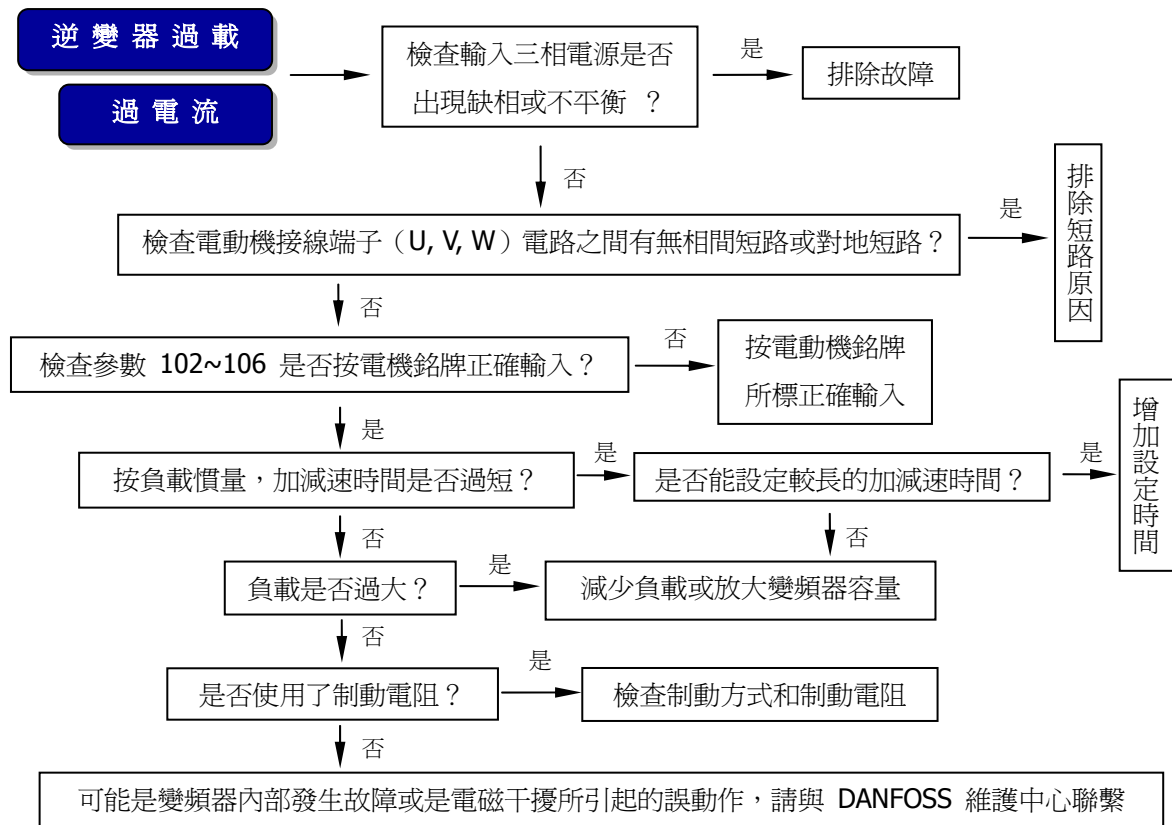 逆變器過載
過電流
檢查輸入三相電源是否
出現缺相或不平衡 ?
是
排除故障
否
檢查電動機接線端子（U, V, W）電路之間有無相間短路或對地短路？
是
排除短路原因
否
檢查參數 102~106 是否按電機銘牌正確輸入？
否
按電動機銘牌
所標正確輸入
是
按負載慣量，加減速時間是否過短？
是
是否能設定較長的加減速時間？
是
增加設定時間
否
否
負載是否過大？
是
減少負載或放大變頻器容量
否
是否使用了制動電阻？
是
檢查制動方式和制動電阻
否
可能是變頻器內部發生故障或是電磁干擾所引起的誤動作，請與 DANFOSS 維護中心聯繫